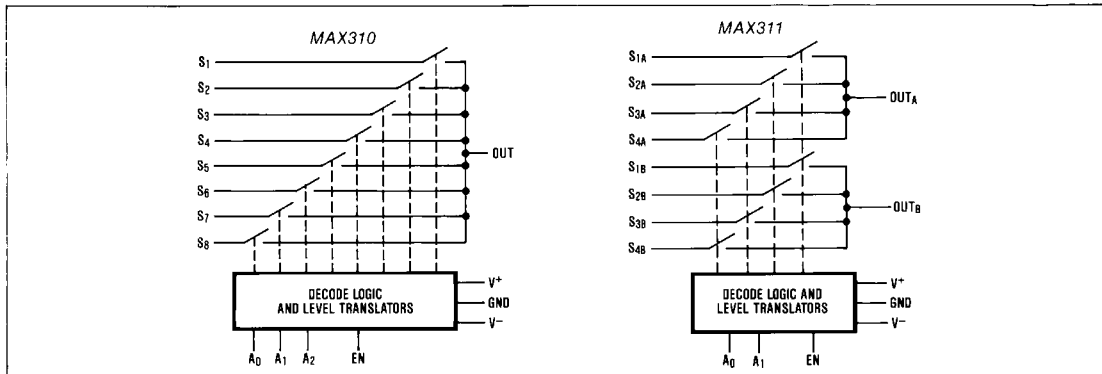 MAX310
S1
S2
S3
S4
S5
S6
S7
S8
OUT
DECODE LOGIC
AND LEVEL TRANSLATORS
V+
GND
V−
A0 A1 A2 EN
MAX311
S1A
S2A
S3A
S4A
S1B
S2B
S3B
S4B
OUTA
OUTB
DECODE LOGIC AND
LEVEL TRANSLATORS
V+
GND
V−
A0 A1 EN